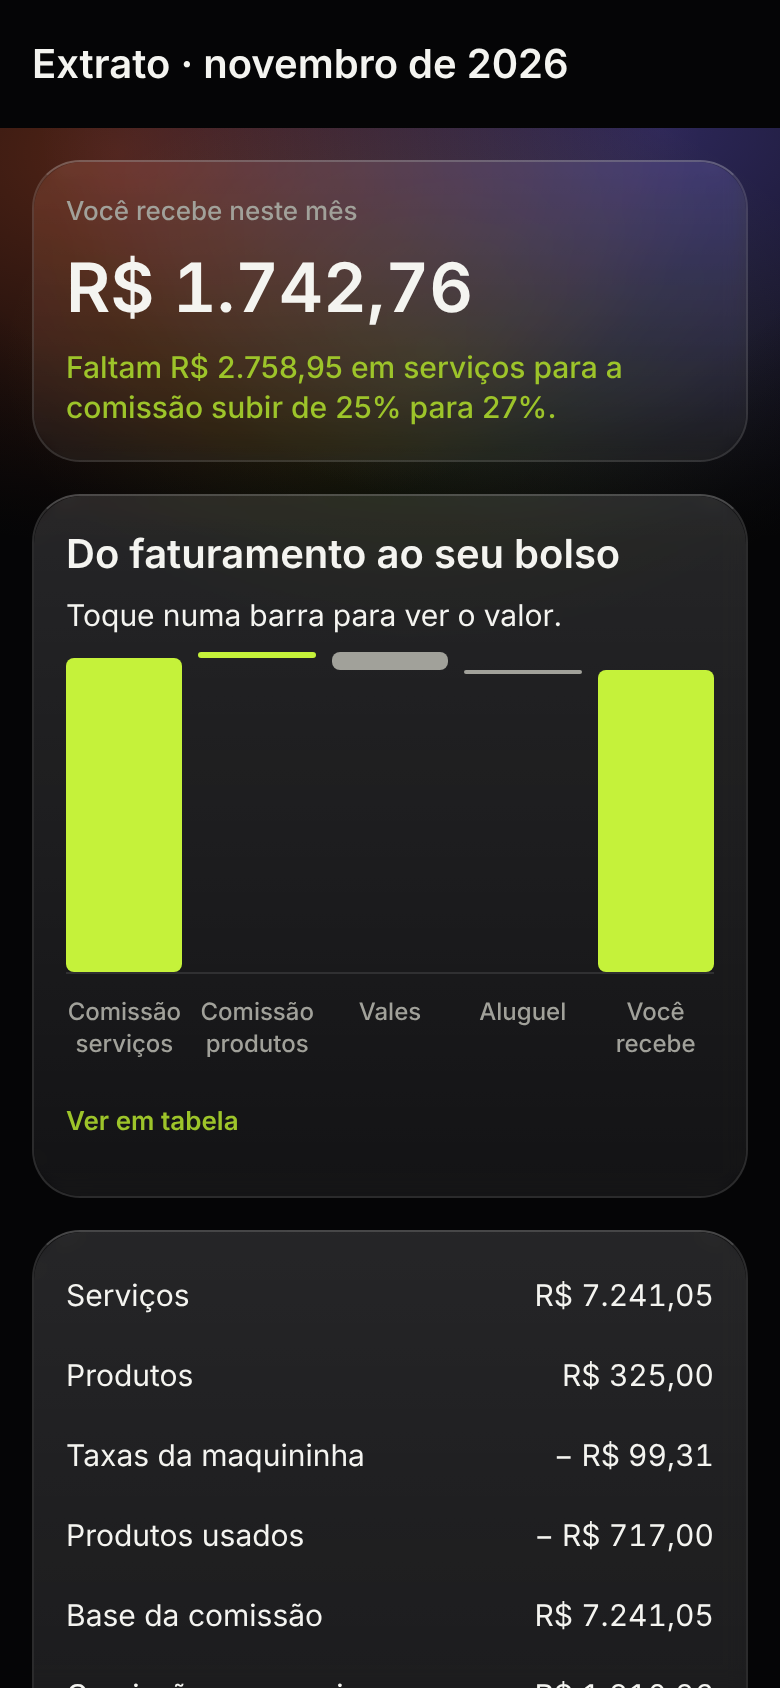 Extrato · novembro de 2026
Você recebe neste mês
R$ 1.742,76
Faltam R$ 2.758,95 em serviços para a
comissão subir de 25% para 27%.
Do faturamento ao seu bolso
Toque numa barra para ver o valor.
Comissão serviços
Comissão produtos
Vales
Aluguel
Você recebe
Ver em tabela
Serviços R$ 7.241,05
Produtos R$ 325,00
Taxas da maquininha – R$ 99,31
Produtos usados – R$ 717,00
Base da comissão R$ 7.241,05